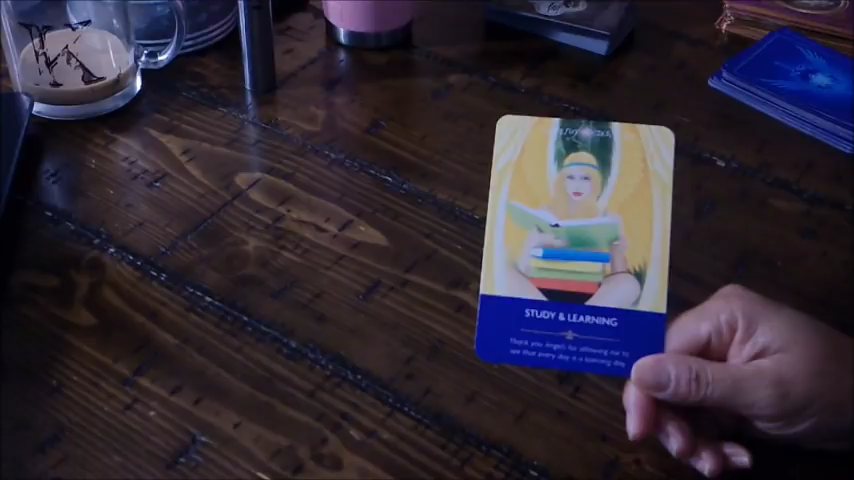 STUDY & LEARNING
Thank you angels for allowing me to
see that every day is a learning day.